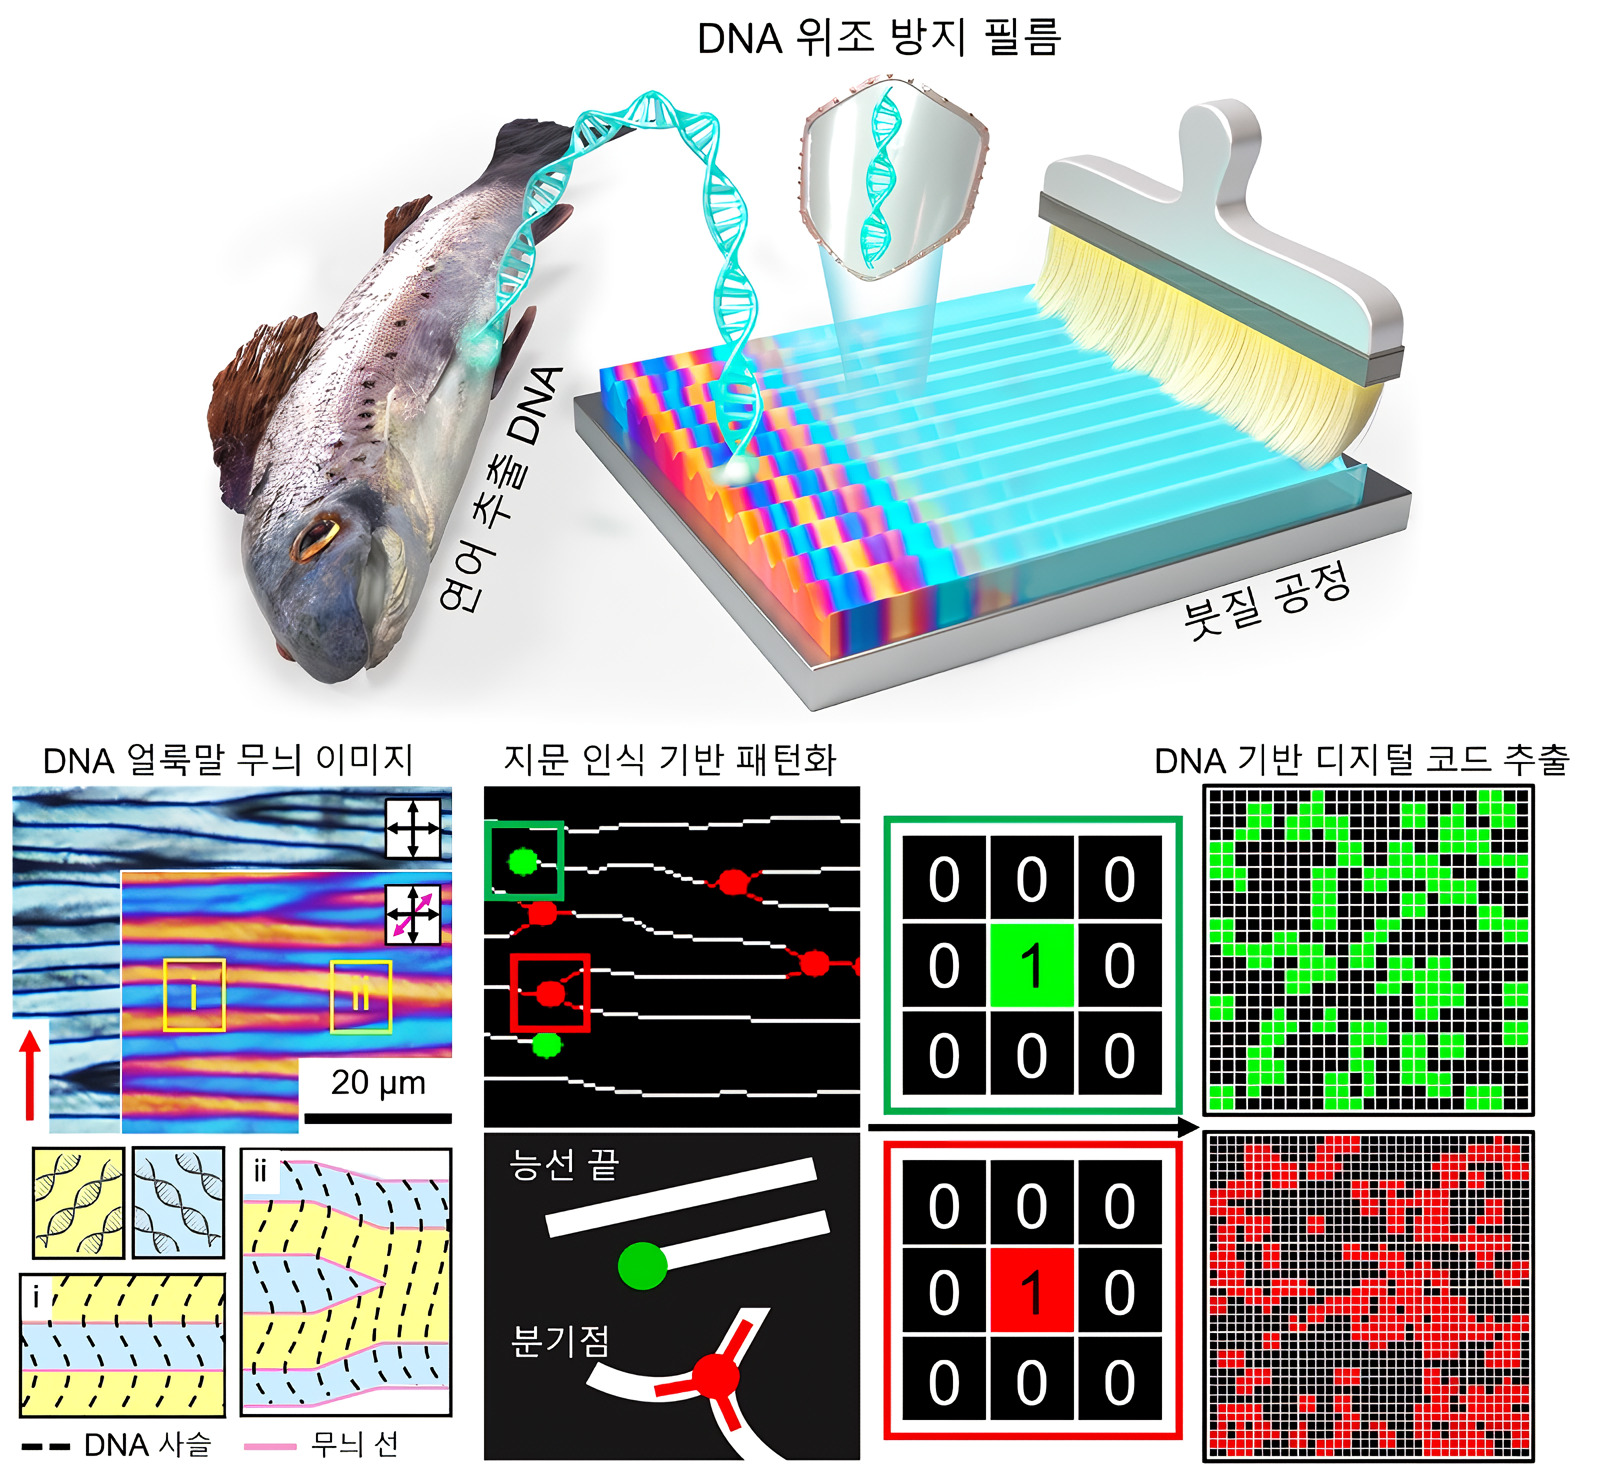 DNA 위조 방지 필름
연어 추출 DNA
붓질 공정
DNA 얼룩말 무늬 이미지
지문 인식 기반 패턴화
DNA 기반 디지털 코드 추출
i
ii
20 μm
0 0 0
0 1 0
0 0 0
ii
i
DNA 사슬
무늬 선
능선 끝
분기점
0 0 0
0 1 0
0 0 0